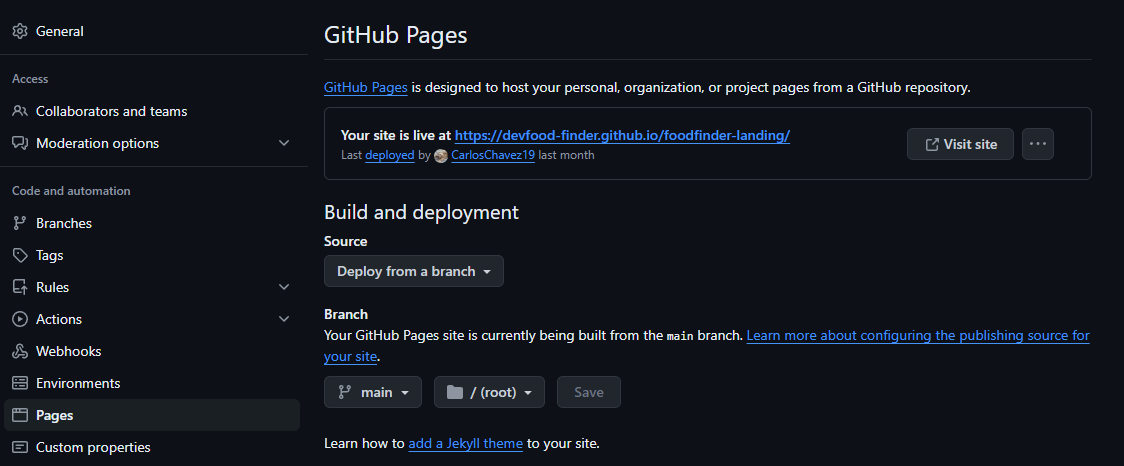 General
Access
Collaborators and teams
Moderation options
Code and automation
Branches
Tags
Rules
Actions
Webhooks
Environments
Pages
Custom properties
GitHub Pages
GitHub Pages is designed to host your personal, organization, or project pages from a GitHub repository.
Your site is live at https://devfood-finder.github.io/foodfinder-landing/
Last deployed by CarlosChavez19 last month
Visit site
Build and deployment
Source
Deploy from a branch
Branch
Your GitHub Pages site is currently being built from the main branch. Learn more about configuring the publishing source for
your site.
main
/ (root)
Save
Learn how to add a Jekyll theme to your site.